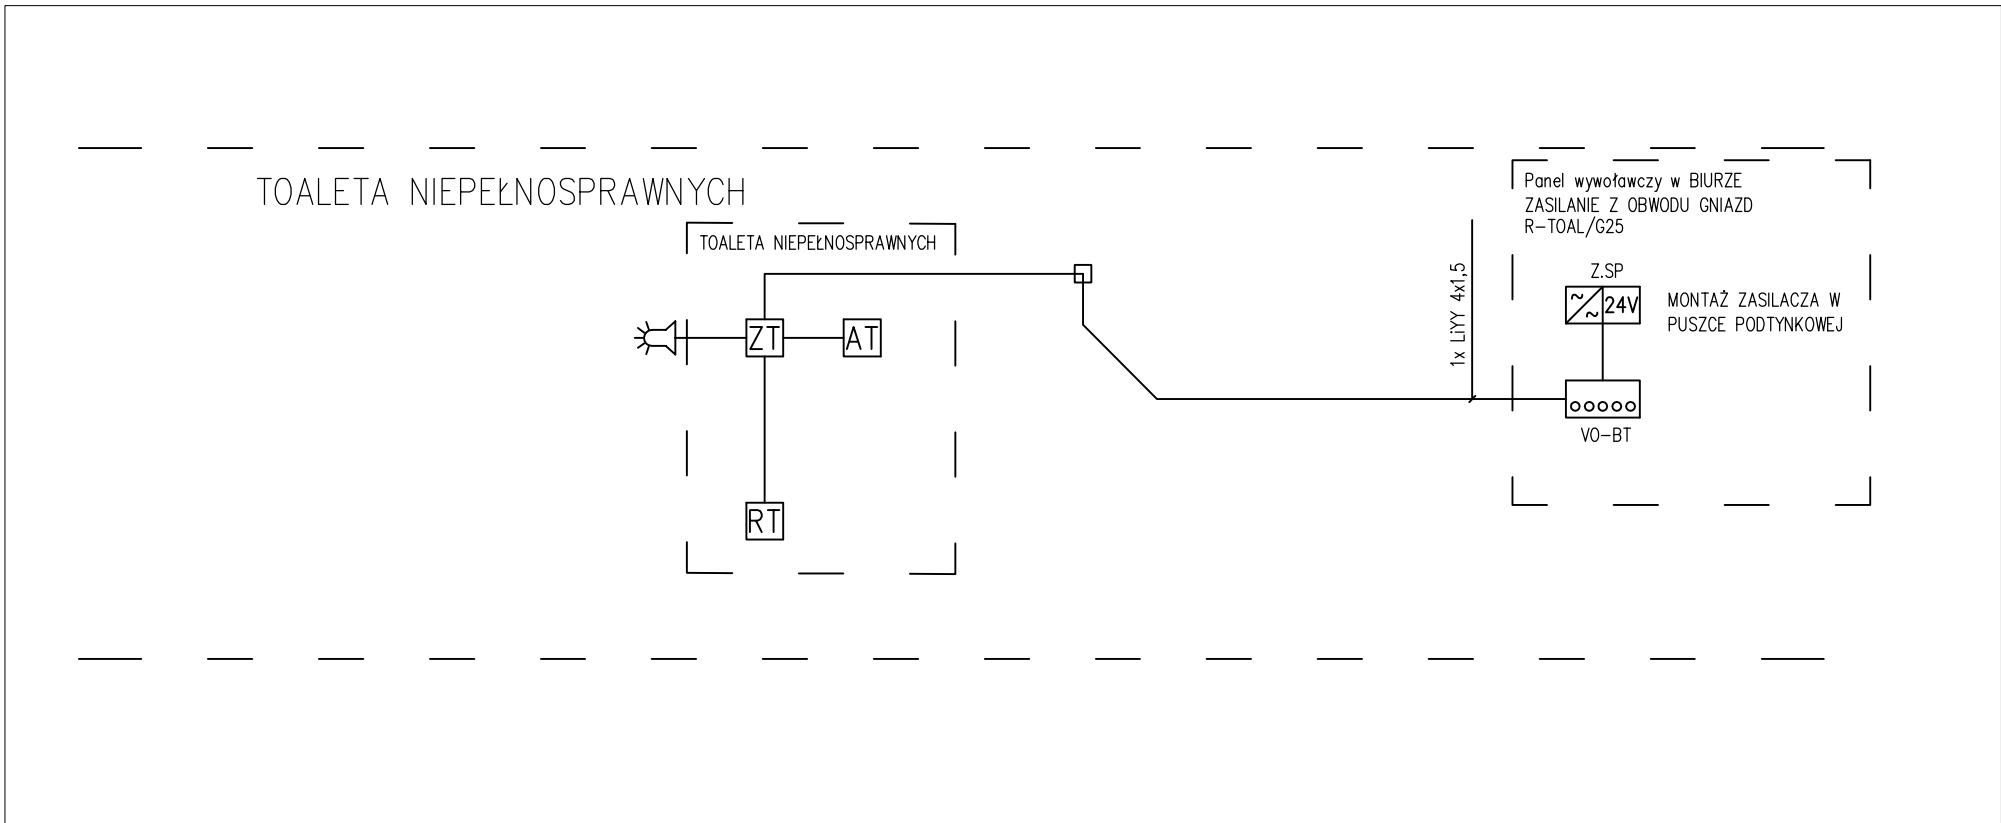 TOALETA NIEPEŁNOSPRAWNYCH
TOALETA NIEPEŁNOSPRAWNYCH
ZT
AT
RT
1x LiYY 4x1,5
Panel wywoławczy w BIURZE
ZASILANIE Z OBWODU GNIAZD
R-TOAL/G25
Z.SP
~
~
24V
MONTAŻ ZASILACZA W
PUSZCE PODTYNKOWEJ
VO-BT